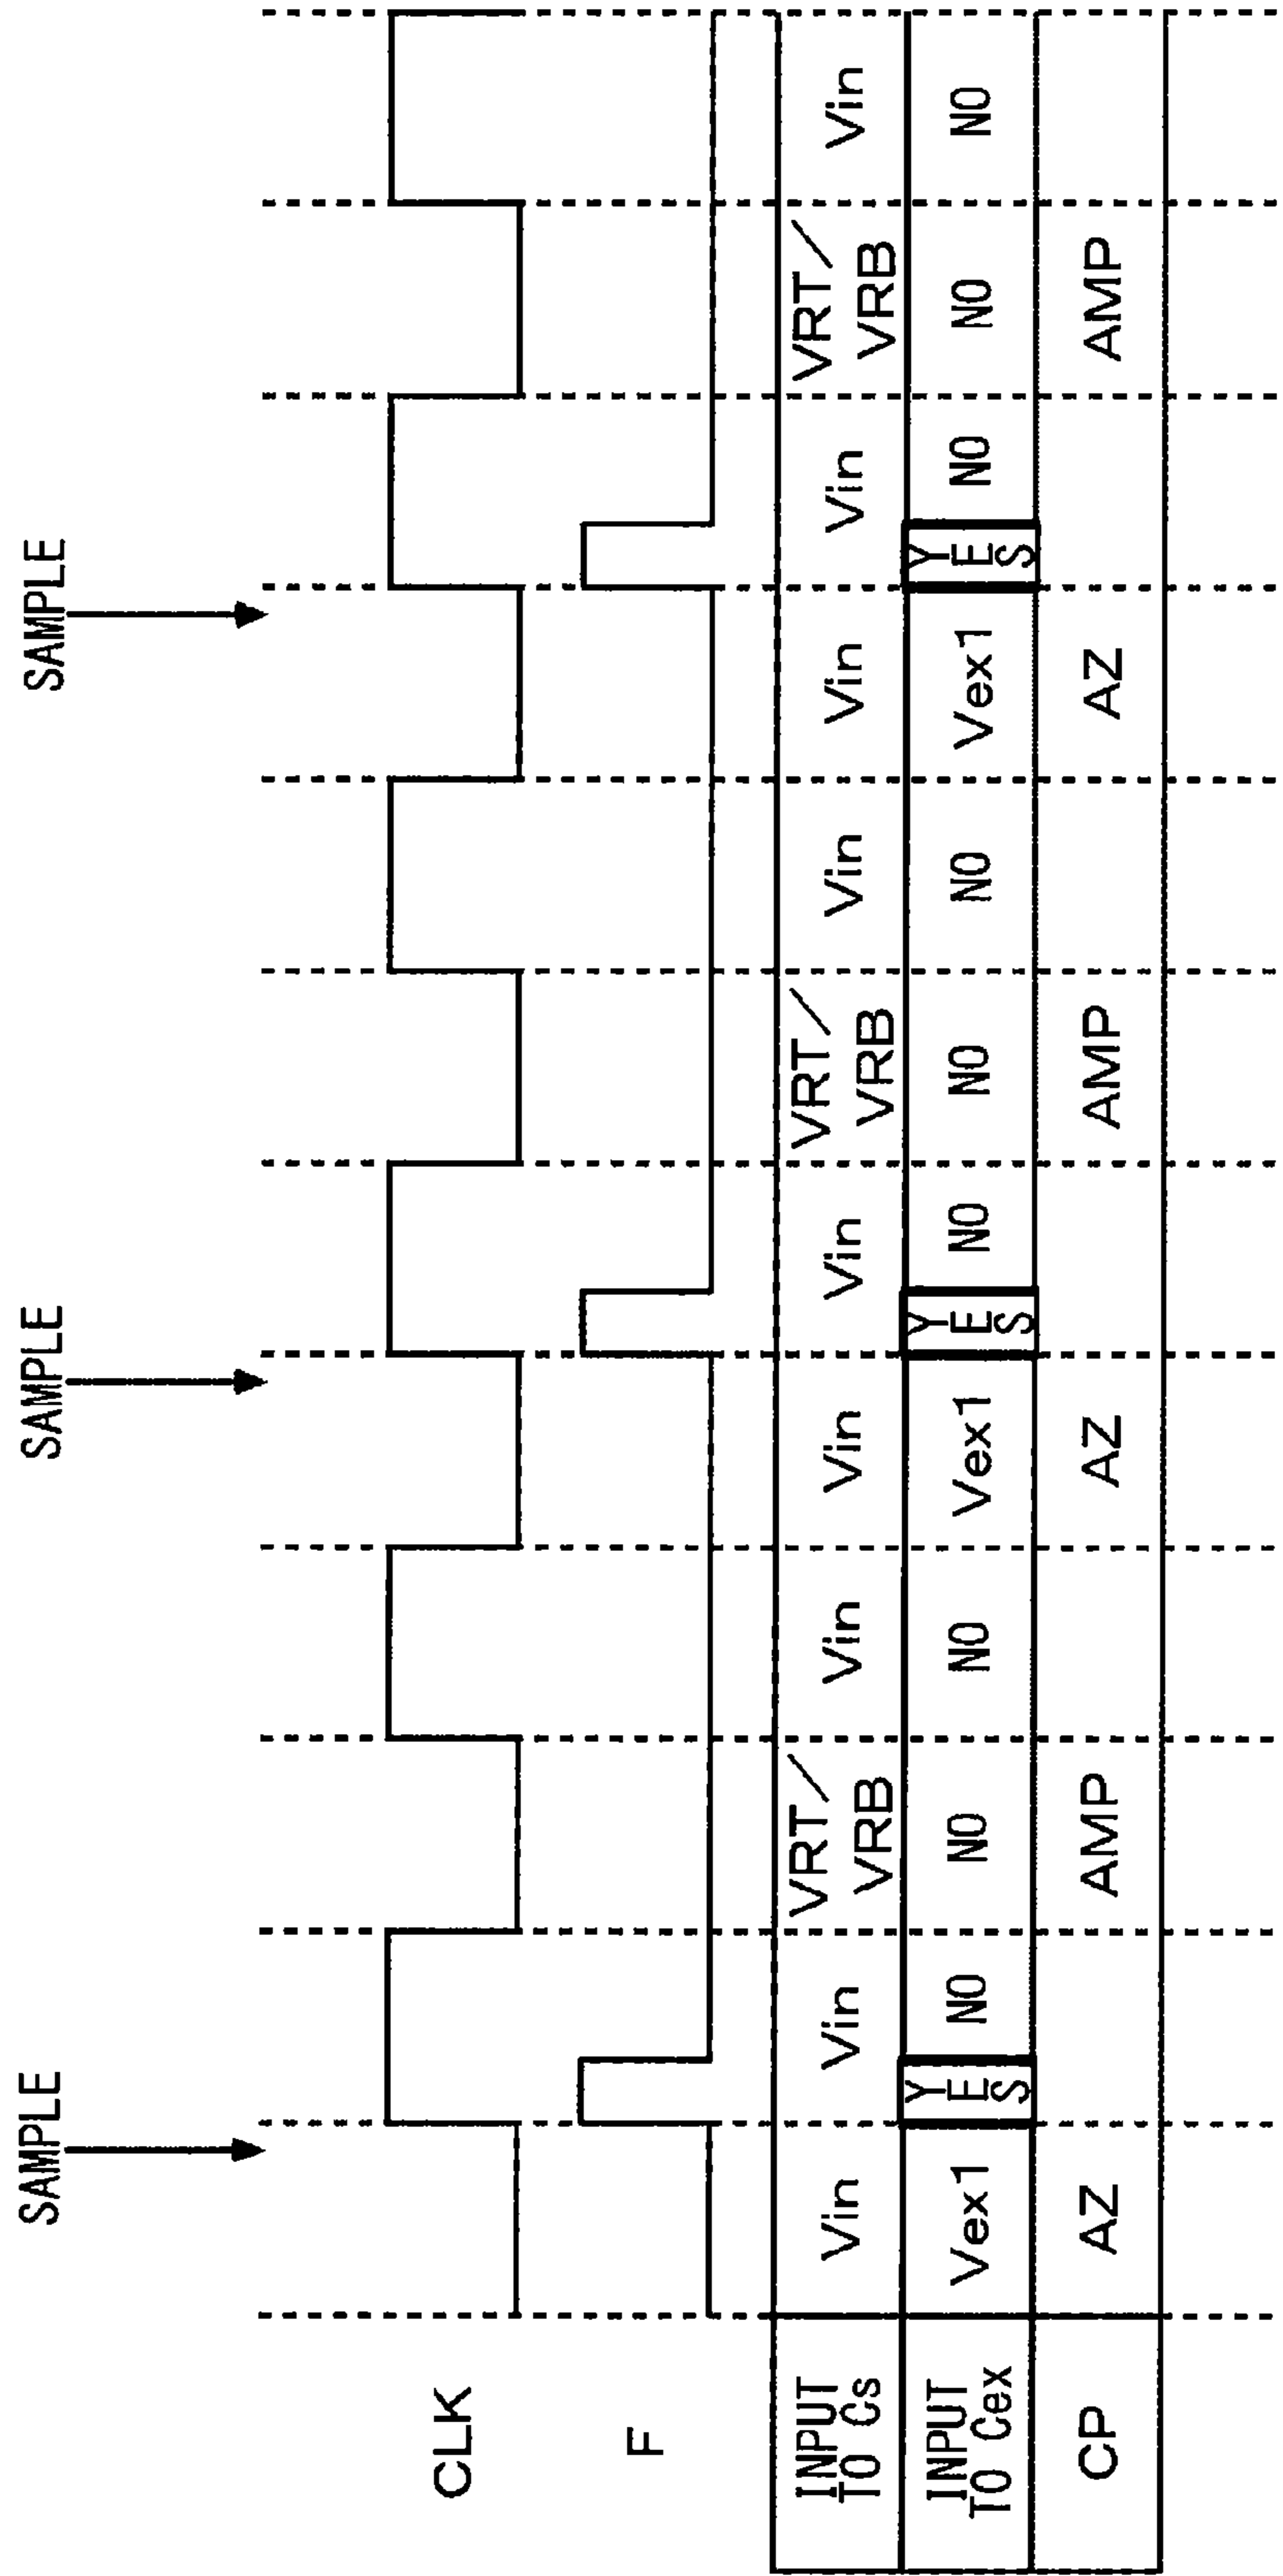 SAMPLE SAMPLE SAMPLE
CLK
F
INPUT
TO Cs
Vin Vin VRT/
VRB
Vin Vin Vin VRT/
VRB
Vin Vin Vin VRT/
VRB
Vin
INPUT
TO Cex
Vex1 YES NO NO NO Vex1 YES NO NO NO Vex1 YES NO NO NO
CP AZ AMP AZ AMP AZ AMP